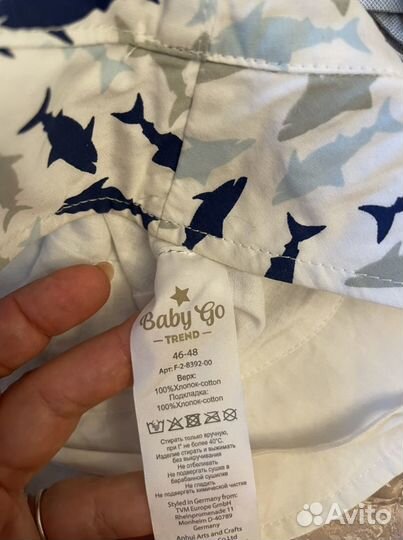 Baby Go
TREND
46-48
Арт: F-2-8392-00
Верх:
100%Хлопок-cotton
Подкладка:
100%Хлопок-cotton
Стирать только вручную,
при t° не более 40°C.
Изделие стирать и выжимать
без выкручивания
Не отбеливать
Не подвергать сушке в
барабанной сушилке
Не гладить
Не подвергать химической чистке
Styled in Germany from:
TVM Europe GmbH
Rheinpromenade 11
Monheim D-40789
Germany
Anhui Arts and Crafts
Co Ltd
Avito